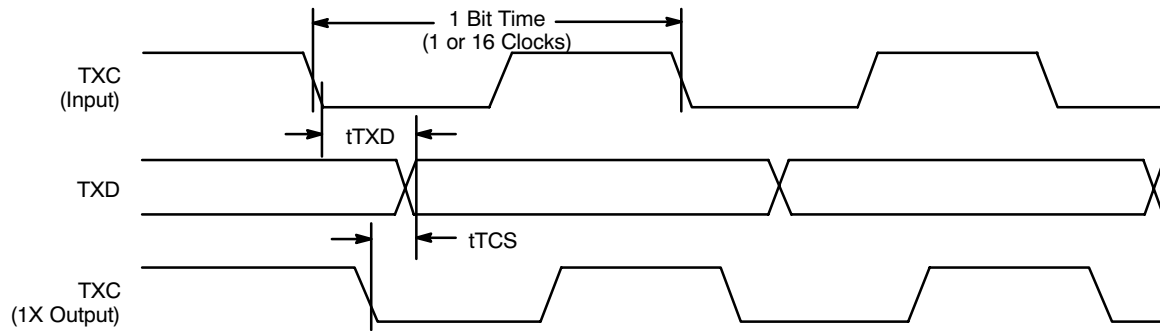 1 Bit Time
(1 or 16 Clocks)
TXC
(Input)
tTXD
TXD
tTCS
TXC
(1X Output)